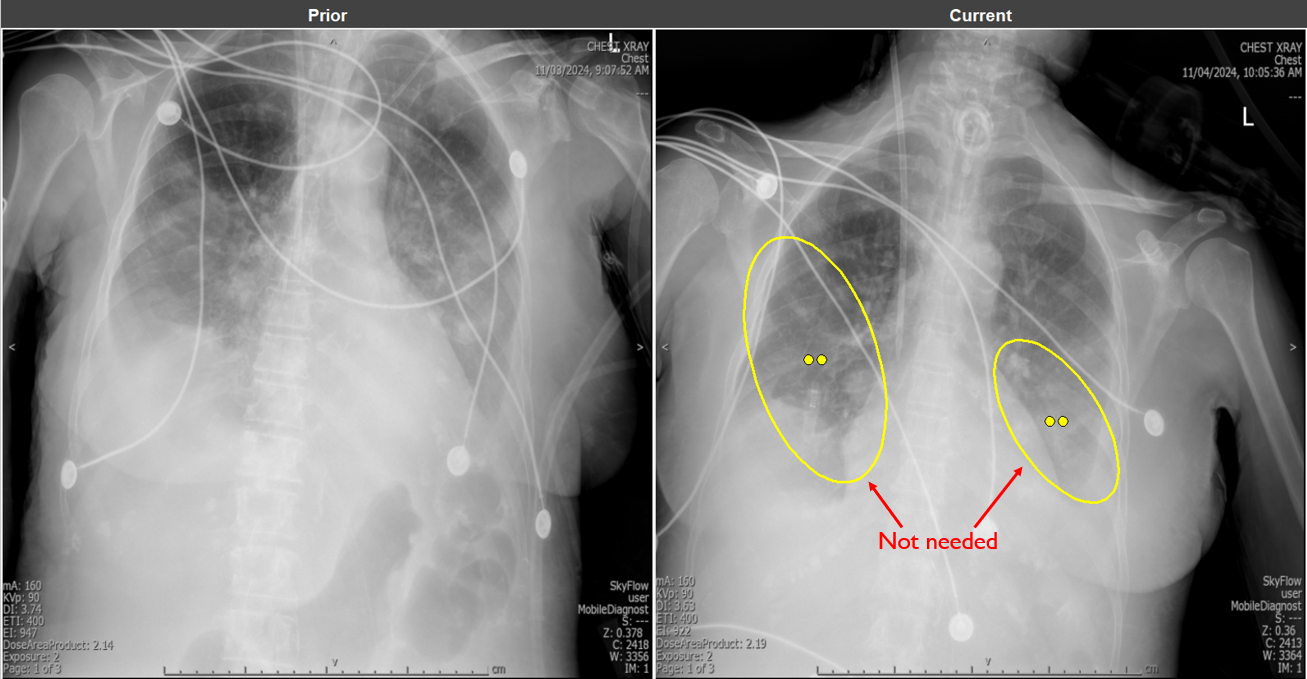 Prior
Current
L
CHEST XRAY
Chest
11/03/2024, 9:07:52 AM
---
mA: 160
KVp: 90
DI: 3.74
ETI: 400
EI: 947
DoseAreaProduct: 2.14
Exposure: 2
Page: 1 of 3
SkyFlow
user
MobileDiagnost
S: ---
Z: 0.378
C: 2418
W: 3356
IM: 1
cm
CHEST XRAY
Chest
11/04/2024, 10:05:36 AM
---
L
Not needed
mA: 160
KVp: 90
DI: 3.63
ETI: 400
EI: 922
DoseAreaProduct: 2.19
Exposure: 2
Page: 1 of 3
SkyFlow
user
MobileDiagnost
S: ---
Z: 0.36
C: 2413
W: 3364
IM: 1
cm